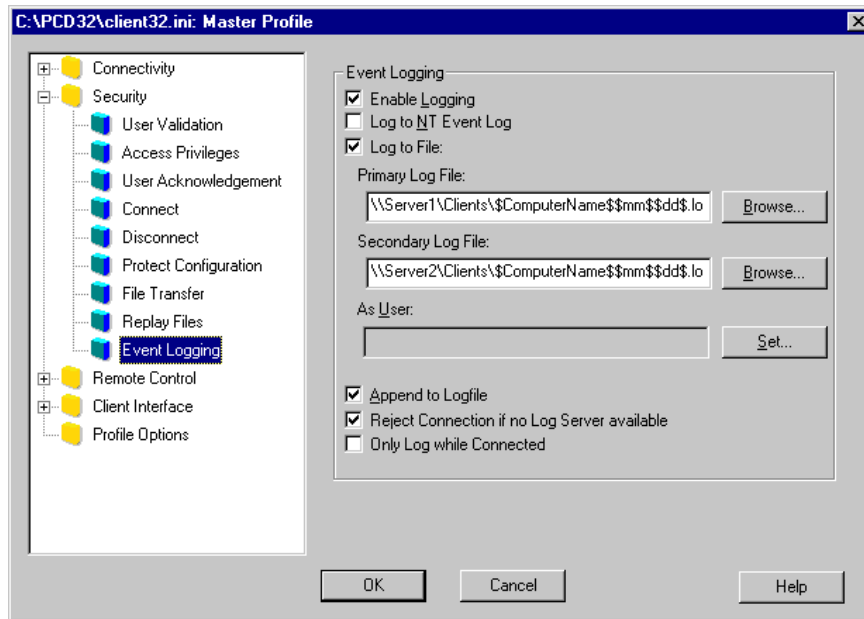 C:\PCD32\client32.ini: Master Profile
Connectivity
Security
User Validation
Access Privileges
User Acknowledgement
Connect
Disconnect
Protect Configuration
File Transfer
Replay Files
Event Logging
Remote Control
Client Interface
Profile Options
Event Logging
Enable Logging
Log to NT Event Log
Log to File:
Primary Log File:
\\Server1\Clients\$ComputerName$$mm$$dd$.lo
Browse...
Secondary Log File:
\\Server2\Clients\$ComputerName$$mm$$dd$.lo
Browse...
As User:
Set...
Append to Logfile
Reject Connection if no Log Server available
Only Log while Connected
OK
Cancel
Help